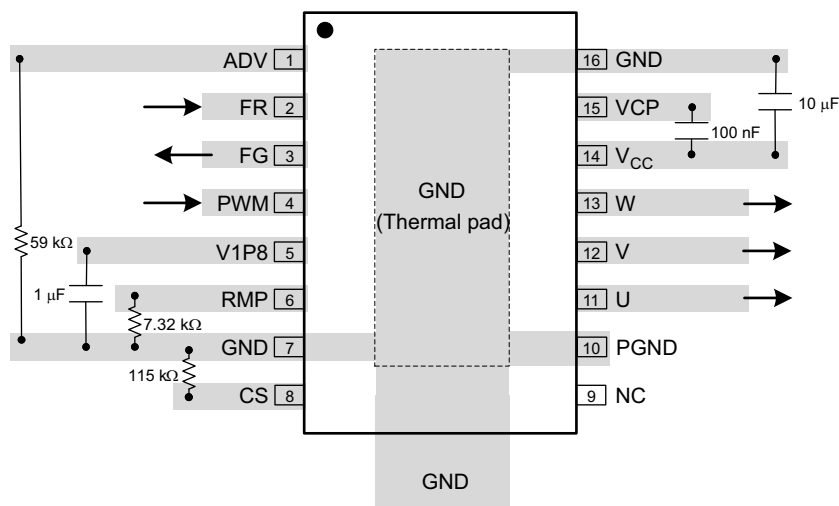 ADV 1
16 GND
FR 2
15 VCP
10 µF
100 nF
FG 3
14 VCC
GND
(Thermal pad)
PWM 4
13 W
59 kΩ
V1P8 5
12 V
1 µF
RMP 6
11 U
7.32 kΩ
GND 7
10 PGND
115 kΩ
CS 8
9 NC
GND